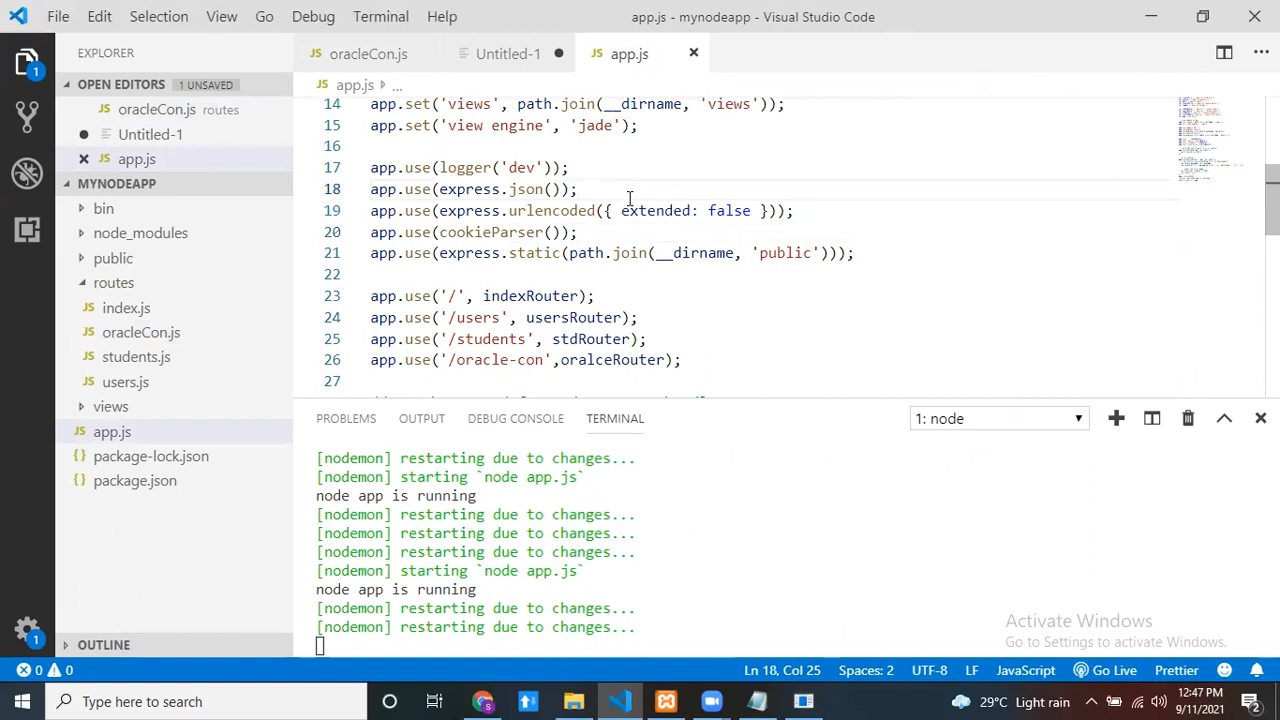 File Edit Selection View Go Debug Terminal Help app.js - mynodeapp - Visual Studio Code
EXPLORER
OPEN EDITORS 1 UNSAVED
JS oracleCon.js routes
Untitled-1
JS app.js
MYNODEAPP
bin
node_modules
public
routes
JS index.js
JS oracleCon.js
JS students.js
JS users.js
views
JS app.js
{} package-lock.json
{} package.json
OUTLINE
1
1
JS oracleCon.js Untitled-1 JS app.js
JS app.js ...
14 app.set('views', path.join(__dirname, 'views'));
15 app.set('view engine', 'jade');
16
17 app.use(logger('dev'));
18 app.use(express.json());
19 app.use(express.urlencoded({ extended: false }));
20 app.use(cookieParser());
21 app.use(express.static(path.join(__dirname, 'public')));
22
23 app.use('/', indexRouter);
24 app.use('/users', usersRouter);
25 app.use('/students', stdRouter);
26 app.use('/oracle-con',oralceRouter);
27
PROBLEMS OUTPUT DEBUG CONSOLE TERMINAL 1: node
[nodemon] restarting due to changes...
[nodemon] starting `node app.js`
node app is running
[nodemon] restarting due to changes...
[nodemon] restarting due to changes...
[nodemon] restarting due to changes...
[nodemon] starting `node app.js`
node app is running
[nodemon] restarting due to changes...
[nodemon] restarting due to changes...
Activate Windows
Go to Settings to activate Windows.
0 0 Ln 18, Col 25 Spaces: 2 UTF-8 LF JavaScript Go Live Prettier
Type here to search 29°C Light rain 12:47 PM
9/11/2021
2